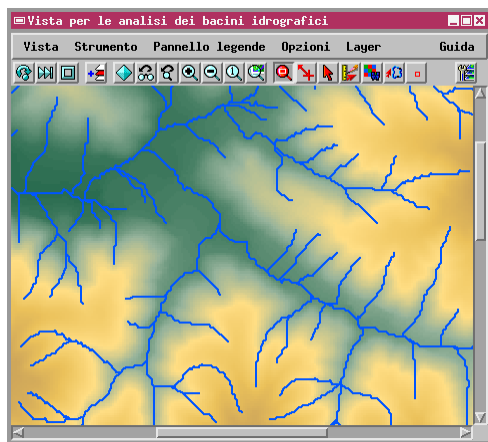 Vista per le analisi dei bacini idrografici
Vista Strumento Pannello legende Opzioni Layer Guida